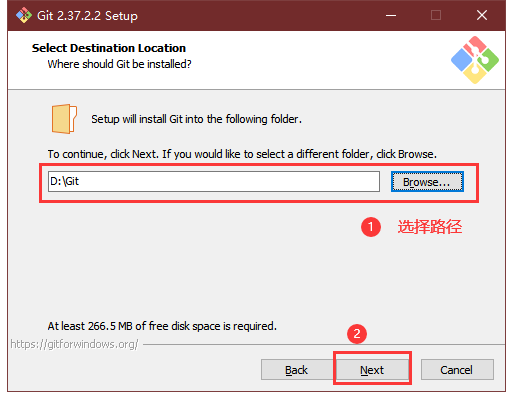 Git 2.37.2.2 Setup
Select Destination Location
Where should Git be installed?
Setup will install Git into the following folder.
To continue, click Next. If you would like to select a different folder, click Browse.
D:\Git
Browse...
1 选择路径
At least 266.5 MB of free disk space is required.
2
https://gitforwindows.org/
Back Next Cancel